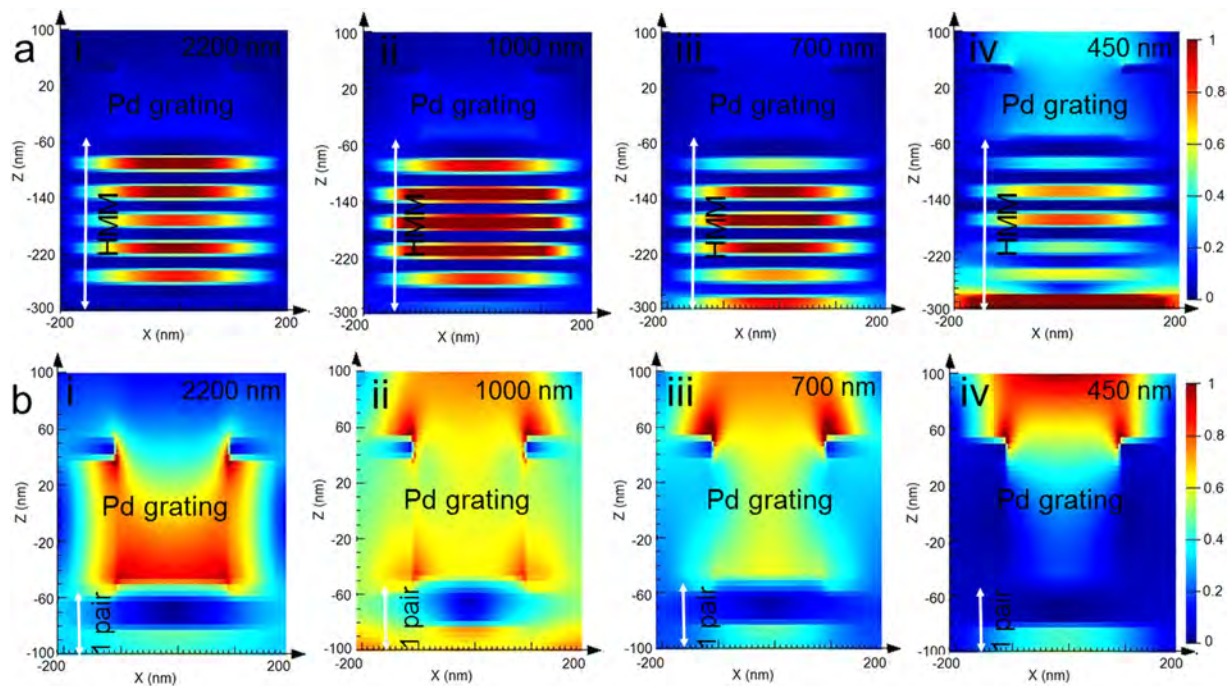 a
i
2200 nm
Pd grating
HMM
100
20
-60
-140
-220
-300
Z (nm)
-200
200
X (nm)
ii
1000 nm
Pd grating
HMM
100
20
-60
-140
-220
-300
Z (nm)
-200
200
X (nm)
iii
700 nm
Pd grating
HMM
100
20
-60
-140
-220
-300
Z (nm)
-200
200
X (nm)
iv
450 nm
Pd grating
HMM
100
20
-60
-140
-220
-300
Z (nm)
-200
200
X (nm)
1
0.8
0.6
0.4
0.2
0
b
i
2200 nm
Pd grating
1 pair
100
60
20
-20
-60
-100
Z (nm)
-200
200
X (nm)
ii
1000 nm
Pd grating
1 pair
100
60
20
-20
-60
-100
Z (nm)
-200
200
X (nm)
iii
700 nm
Pd grating
1 pair
100
60
20
-20
-60
-100
Z (nm)
-200
200
X (nm)
iv
450 nm
Pd grating
1 pair
100
60
20
-20
-60
-100
Z (nm)
-200
200
X (nm)
1
0.8
0.6
0.4
0.2
0